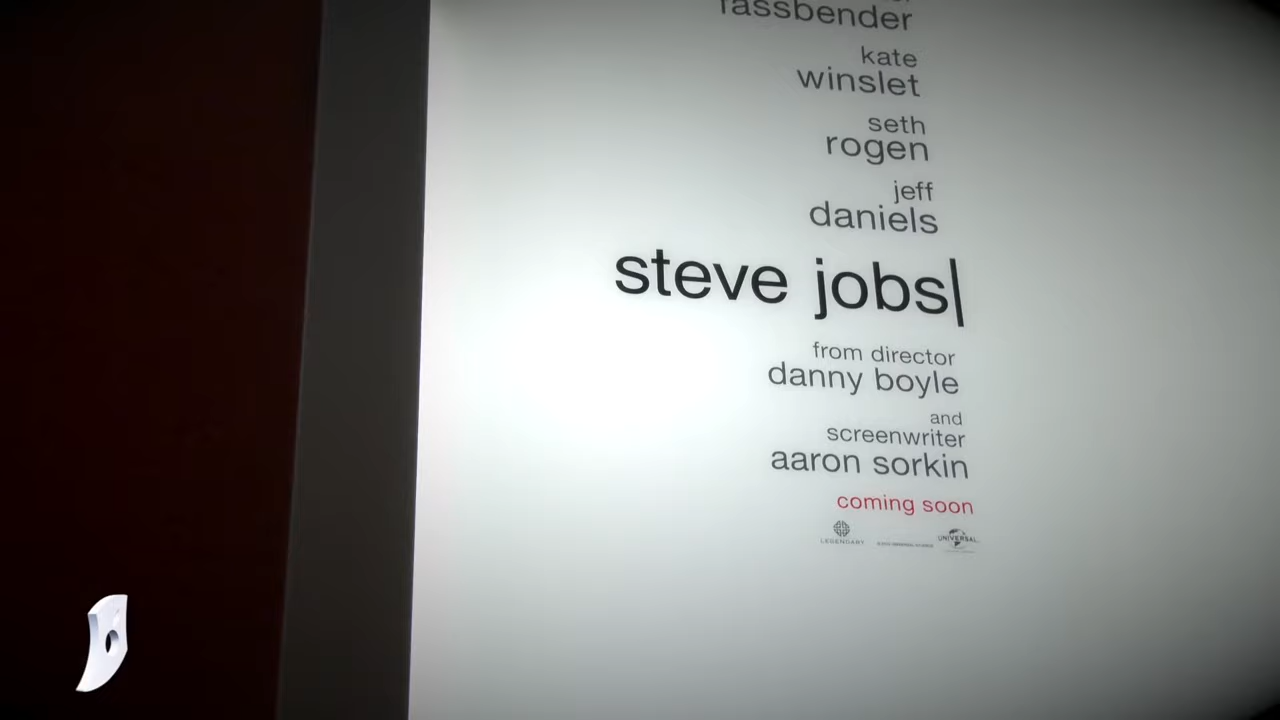 fassbender
kate
winslet
seth
rogen
jeff
daniels
steve jobs|
from director
danny boyle
and
screenwriter
aaron sorkin
coming soon
LEGENDARY
UNIVERSAL
b